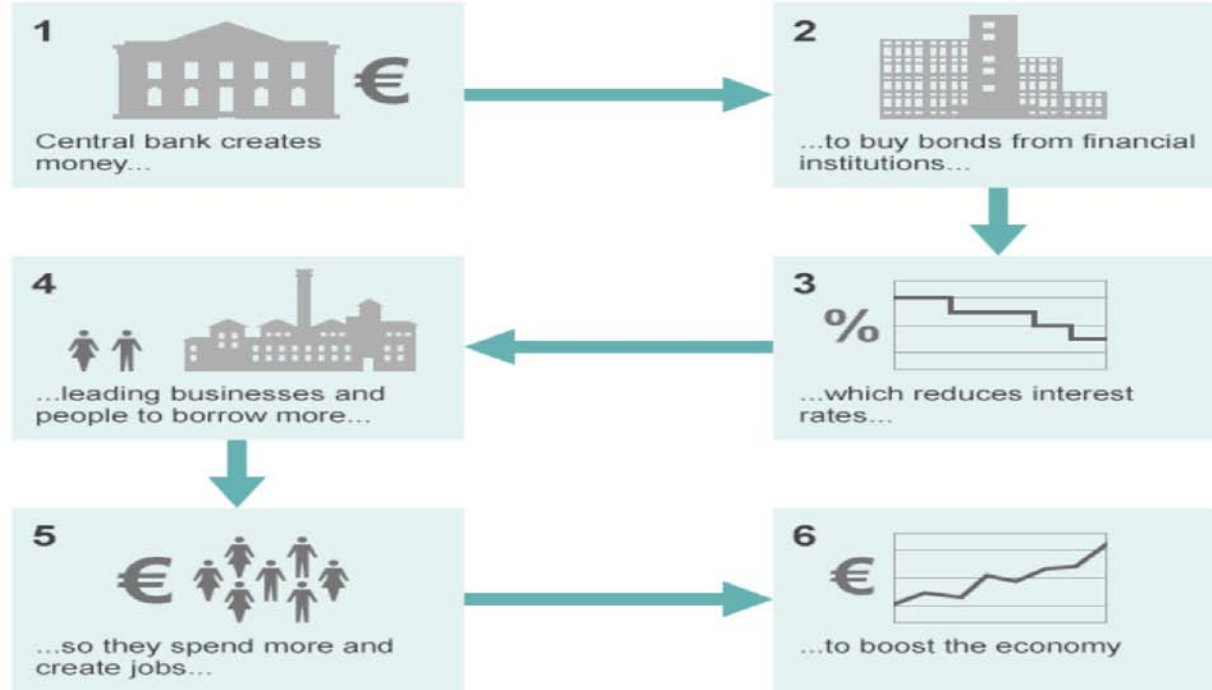 1
€
Central bank creates
money...
2
...to buy bonds from financial
institutions...
3
%
...which reduces interest
rates...
4
...leading businesses and
people to borrow more...
5
€
...so they spend more and
create jobs...
6
€
...to boost the economy